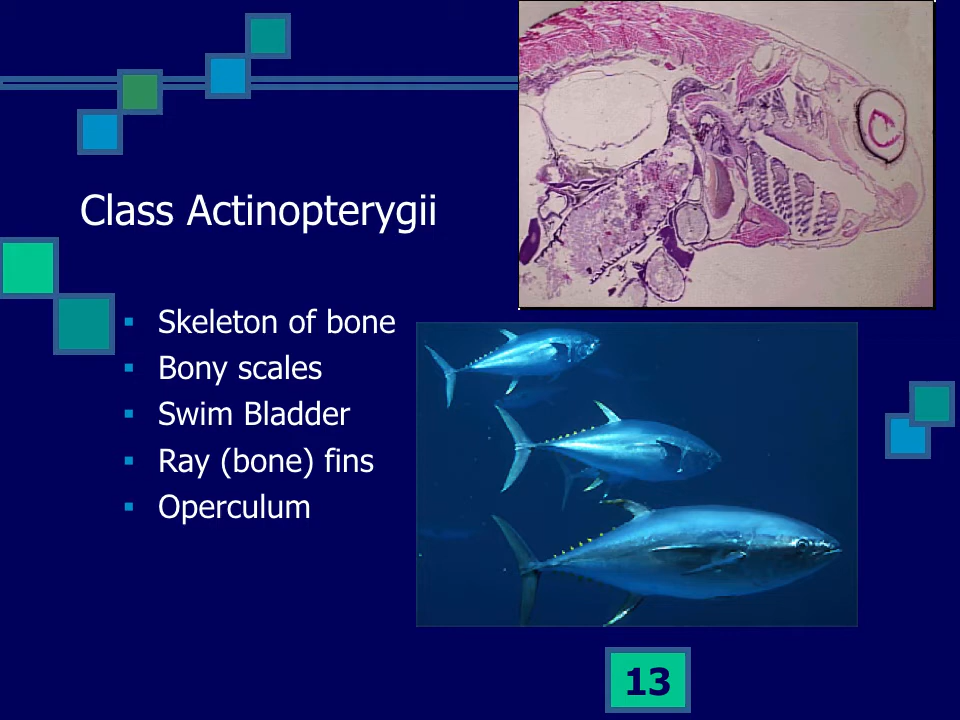 Class Actinopterygii
▪ Skeleton of bone
▪ Bony scales
▪ Swim Bladder
▪ Ray (bone) fins
▪ Operculum
13